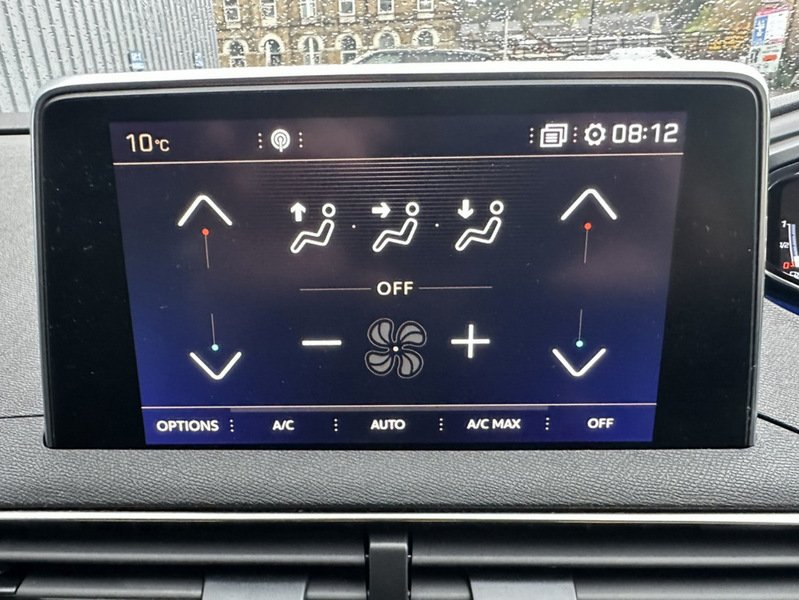 10°C 08:12
OFF
OPTIONS A/C AUTO A/C MAX OFF